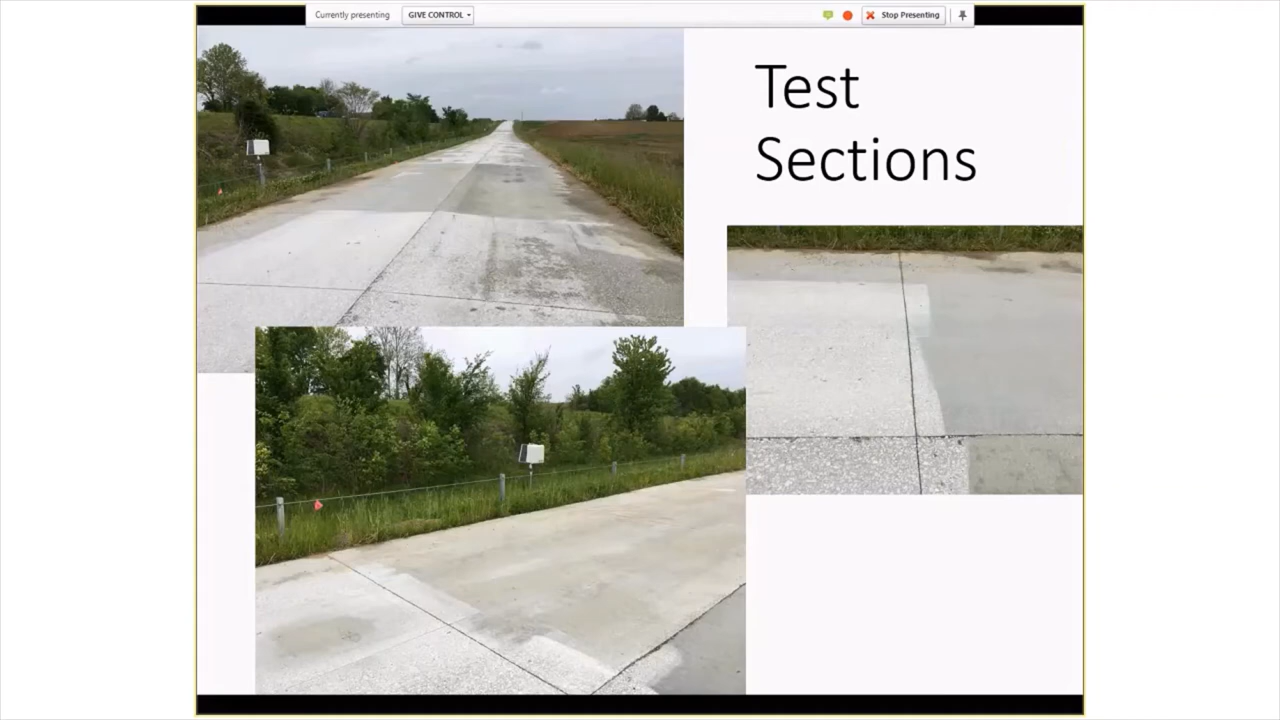 Currently presenting
GIVE CONTROL
Stop Presenting
Test
Sections